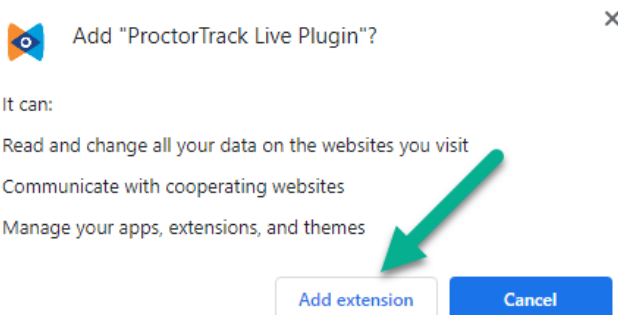 Add "ProctorTrack Live Plugin"?
It can:
Read and change all your data on the websites you visit
Communicate with cooperating websites
Manage your apps, extensions, and themes
Add extension
Cancel